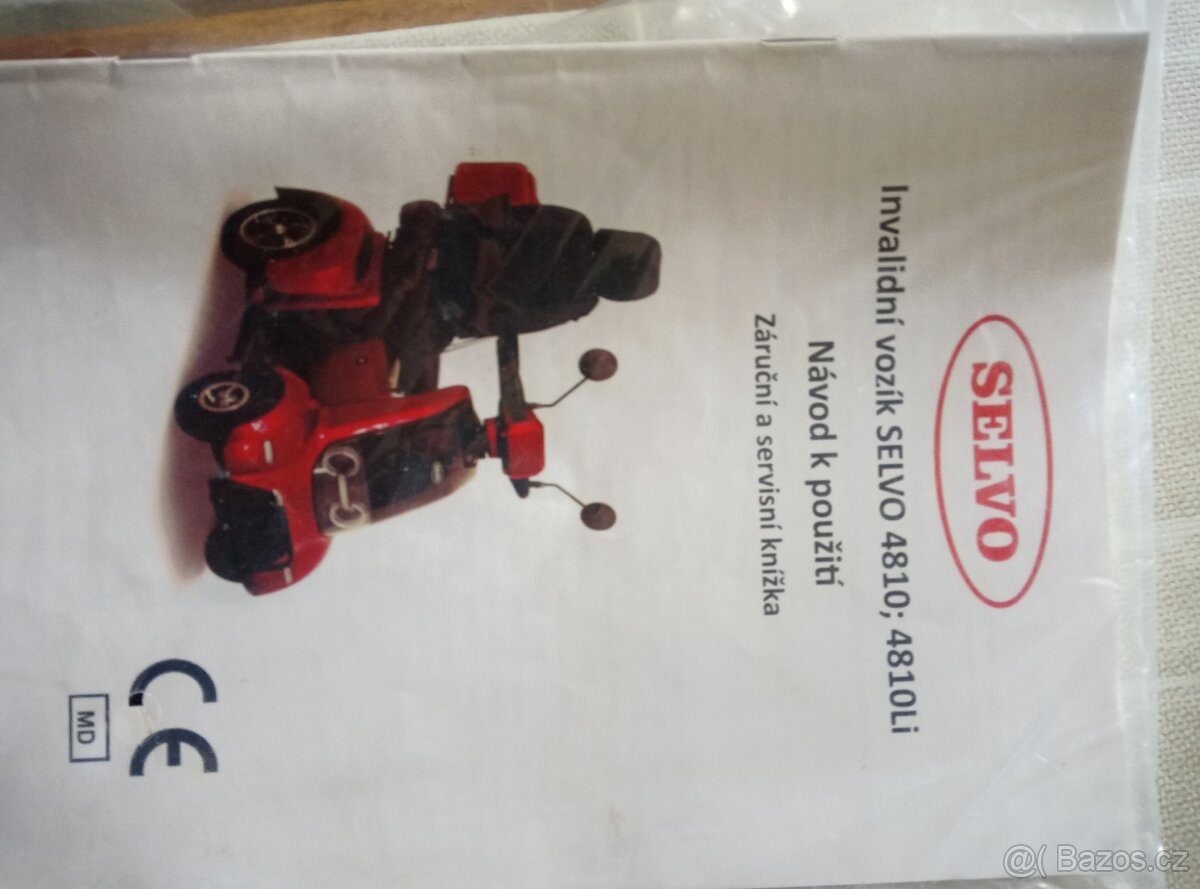 SELVO
Invalidní vozík SELVO 4810; 4810Li
Návod k použití
Záruční a servisní knížka
CE
MD
@( Bazos.cz